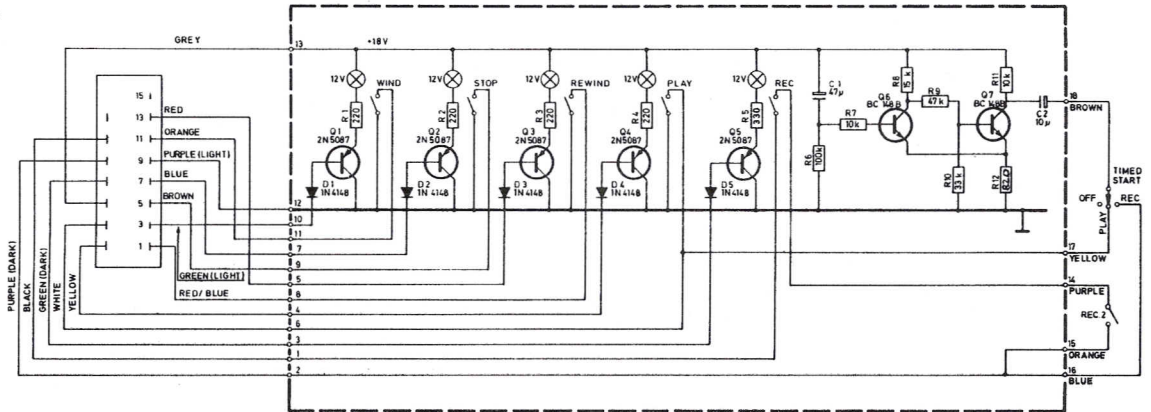 GREY
13
+18V
12V
WIND
12V
STOP
12V
REWIND
12V
PLAY
12V
REC
C1
47µ
R8
15 k
R11
10k
R9
47 k
Q6
BC 148B
Q7
BC 148B
18
BROWN
C2
10µ
R7
10k
R6
100k
R10
33 k
R12
82Ω
R1
220
R2
220
R3
220
R4
220
R5
330
Q1
2N5087
Q2
2N5087
Q3
2N5087
Q4
2N5087
Q5
2N5087
D1
1N4148
D2
1N4148
D3
1N4148
D4
1N4148
D5
1N4148
15
13
RED
11
ORANGE
9
PURPLE (LIGHT)
7
BLUE
5
BROWN
3
1
GREEN (LIGHT)
RED/ BLUE
12
10
11
7
9
5
8
4
6
3
1
2
PURPLE (DARK)
BLACK
GREEN (DARK)
WHITE
YELLOW
TIMED
START
OFF
REC
PLAY
17
YELLOW
14
PURPLE
REC. 2
15
ORANGE
16
BLUE